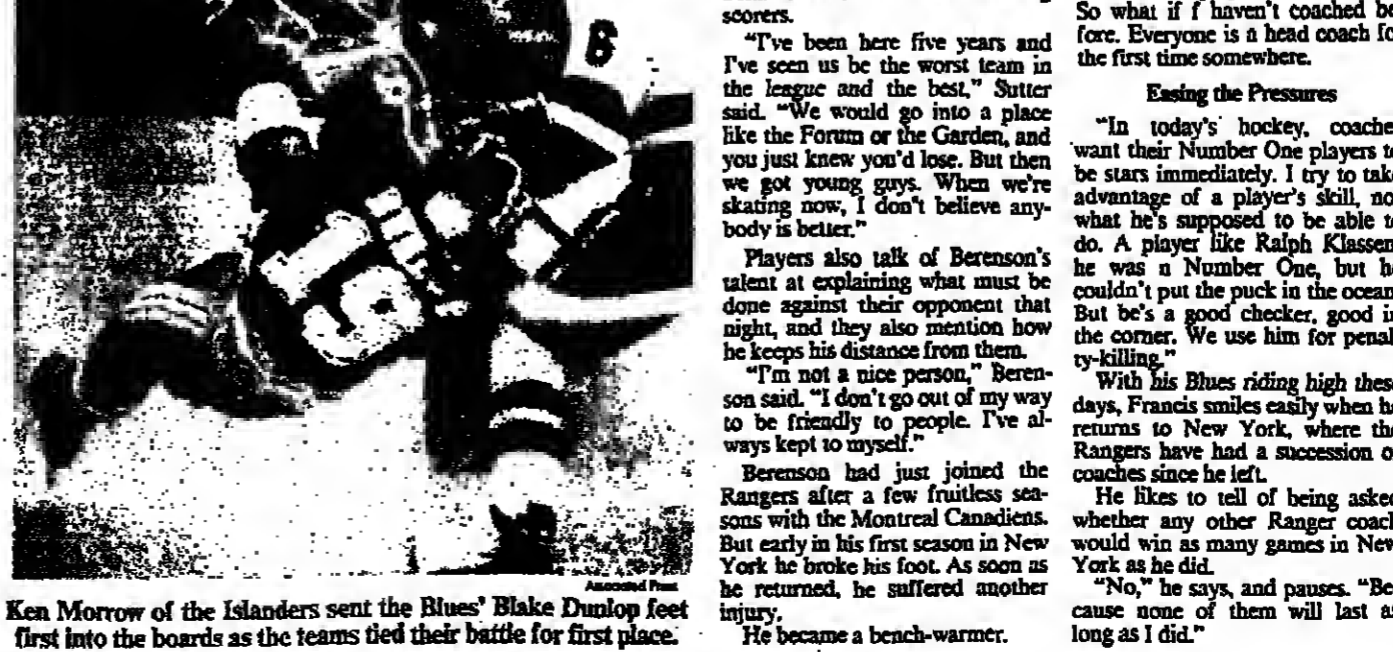 6
Associated Press
Ken Morrow of the Islanders sent the Blues' Blake Dunlop feet
first into the boards as the teams tied their battle for first place.
scorers.
"I've been here five years and
I've seen us be the worst team in
the league and the best," Sutter
said. "We would go into a place
like the Forum or the Garden, and
you just knew you'd lose. But then
we got young guys. When we're
skating now, I don't believe any-
body is better."
Players also talk of Berenson's
talent at explaining what must be
done against their opponent that
night, and they also mention how
he keeps his distance from them.
"I'm not a nice person," Beren-
son said. "I don't go out of my way
to be friendly to people. I've al-
ways kept to myself."
Berenson had just joined the
Rangers after a few fruitless sea-
sons with the Montreal Canadiens.
But early in his first season in New
York he broke his foot. As soon as
he returned, he suffered another
injury.
He became a bench-warmer.
So what if f haven't coached be
fore. Everyone is a head coach fo
the first time somewhere.
Easing the Pressures
"In today's hockey, coache
want their Number One players to
be stars immediately. I try to take
advantage of a player's skill, no
what he's supposed to be able t
do. A player like Ralph Klassen
he was n Number One, but h
couldn't put the puck in the ocean
But be's a good checker, good i
the corner. We use him for penal
ty-killing."
With his Blues riding high these
days, Francis smiles easily when h
returns to New York, where the
Rangers have had a succession o
coaches since he left.
He likes to tell of being asked
whether any other Ranger coach
would win as many games in New
York as he did.
"No," he says, and pauses. "Be
cause none of them will last a
long as I did."